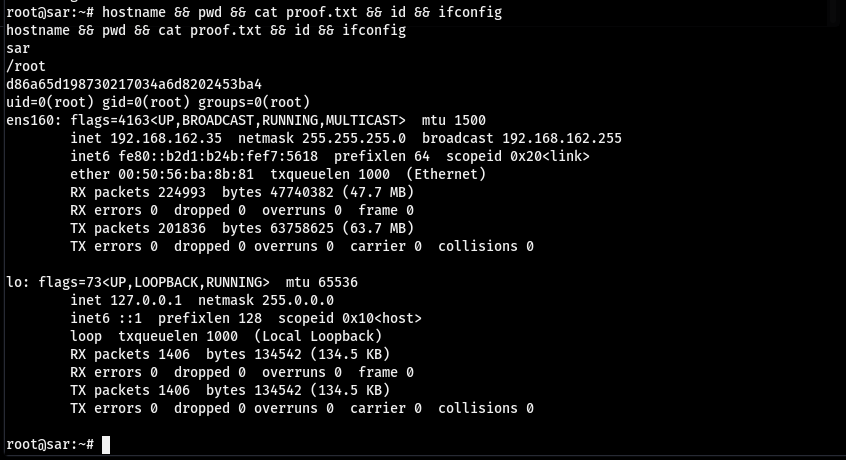 root@sar:~# hostname && pwd && cat proof.txt && id && ifconfig
hostname && pwd && cat proof.txt && id && ifconfig
sar
/root
d86a65d198730217034a6d8202453ba4
uid=0(root) gid=0(root) groups=0(root)
ens160: flags=4163<UP,BROADCAST,RUNNING,MULTICAST>  mtu 1500
        inet 192.168.162.35  netmask 255.255.255.0  broadcast 192.168.162.255
        inet6 fe80::b2d1:b24b:fef7:5618  prefixlen 64  scopeid 0x20<link>
        ether 00:50:56:ba:8b:81  txqueuelen 1000  (Ethernet)
        RX packets 224993  bytes 47740382 (47.7 MB)
        RX errors 0  dropped 0  overruns 0  frame 0
        TX packets 201836  bytes 63758625 (63.7 MB)
        TX errors 0  dropped 0 overruns 0  carrier 0  collisions 0

lo: flags=73<UP,LOOPBACK,RUNNING>  mtu 65536
        inet 127.0.0.1  netmask 255.0.0.0
        inet6 ::1  prefixlen 128  scopeid 0x10<host>
        loop  txqueuelen 1000  (Local Loopback)
        RX packets 1406  bytes 134542 (134.5 KB)
        RX errors 0  dropped 0  overruns 0  frame 0
        TX packets 1406  bytes 134542 (134.5 KB)
        TX errors 0  dropped 0 overruns 0  carrier 0  collisions 0

root@sar:~#